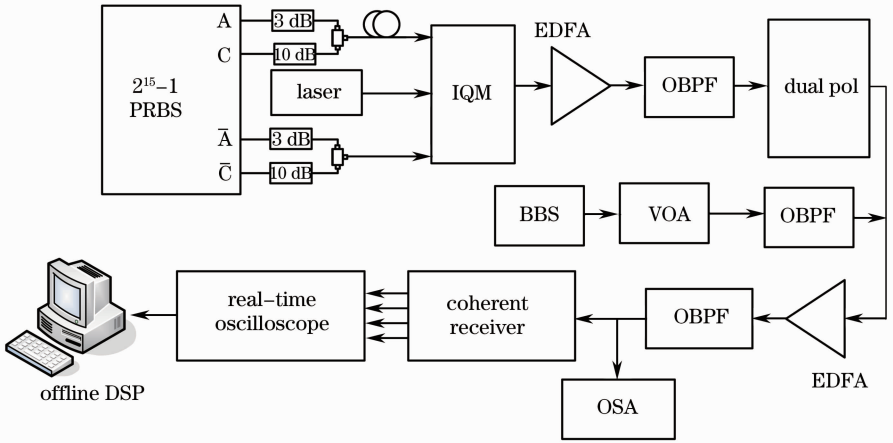 A
3 dB
C
10 dB
2¹⁵−1
PRBS
laser
A̅
3 dB
C̅
10 dB
IQM
EDFA
OBPF
dual pol
BBS
VOA
OBPF
real−time
oscilloscope
coherent
receiver
OBPF
EDFA
offline DSP
OSA